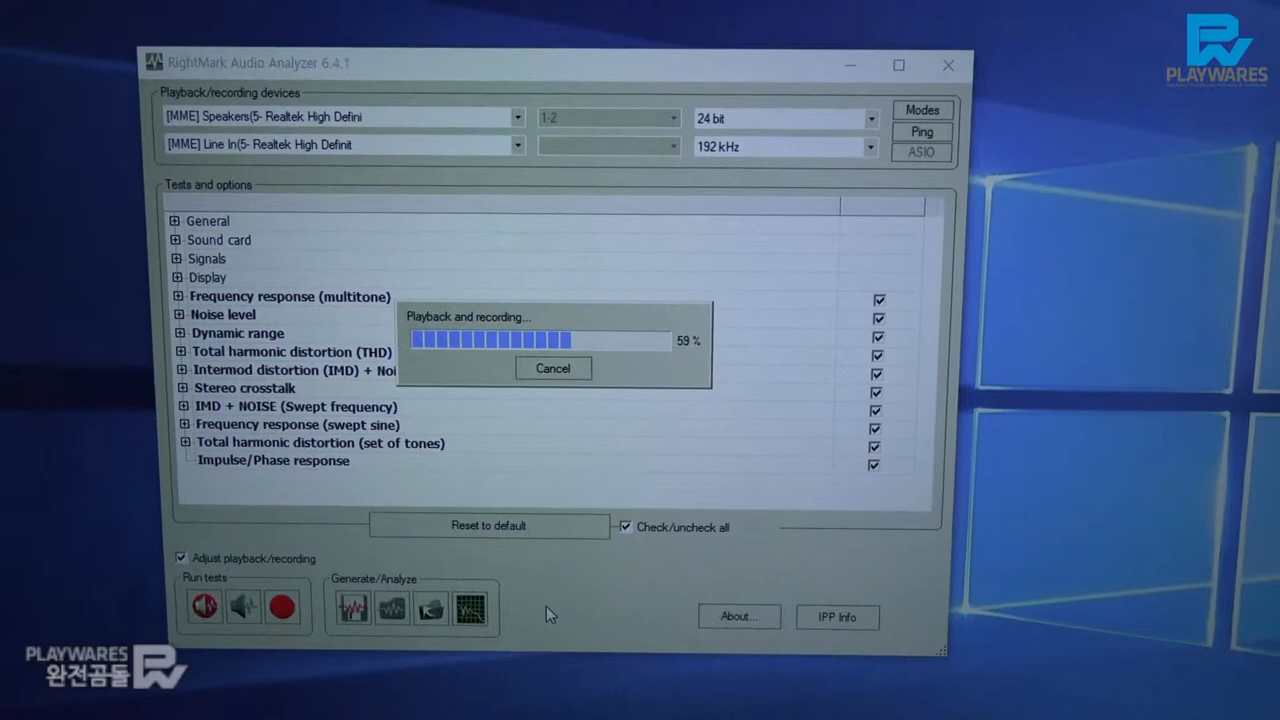 PLAYWARES
RightMark Audio Analyzer 6.4.1
Playback/recording devices
[MME] Speakers(5- Realtek High Defini
1-2
24 bit
Modes
[MME] Line In(5- Realtek High Definit
192 kHz
Ping
ASIO
Tests and options
General
Sound card
Signals
Display
Frequency response (multitone)
Noise level
Dynamic range
Total harmonic distortion (THD)
Intermod distortion (IMD) + Noi
Stereo crosstalk
IMD + NOISE (Swept frequency)
Frequency response (swept sine)
Total harmonic distortion (set of tones)
Impulse/Phase response
Playback and recording...
59 %
Cancel
Reset to default
Check/uncheck all
Adjust playback/recording
Run tests
Generate/Analyze
About...
IPP Info
PLAYWARES
완전곰돌